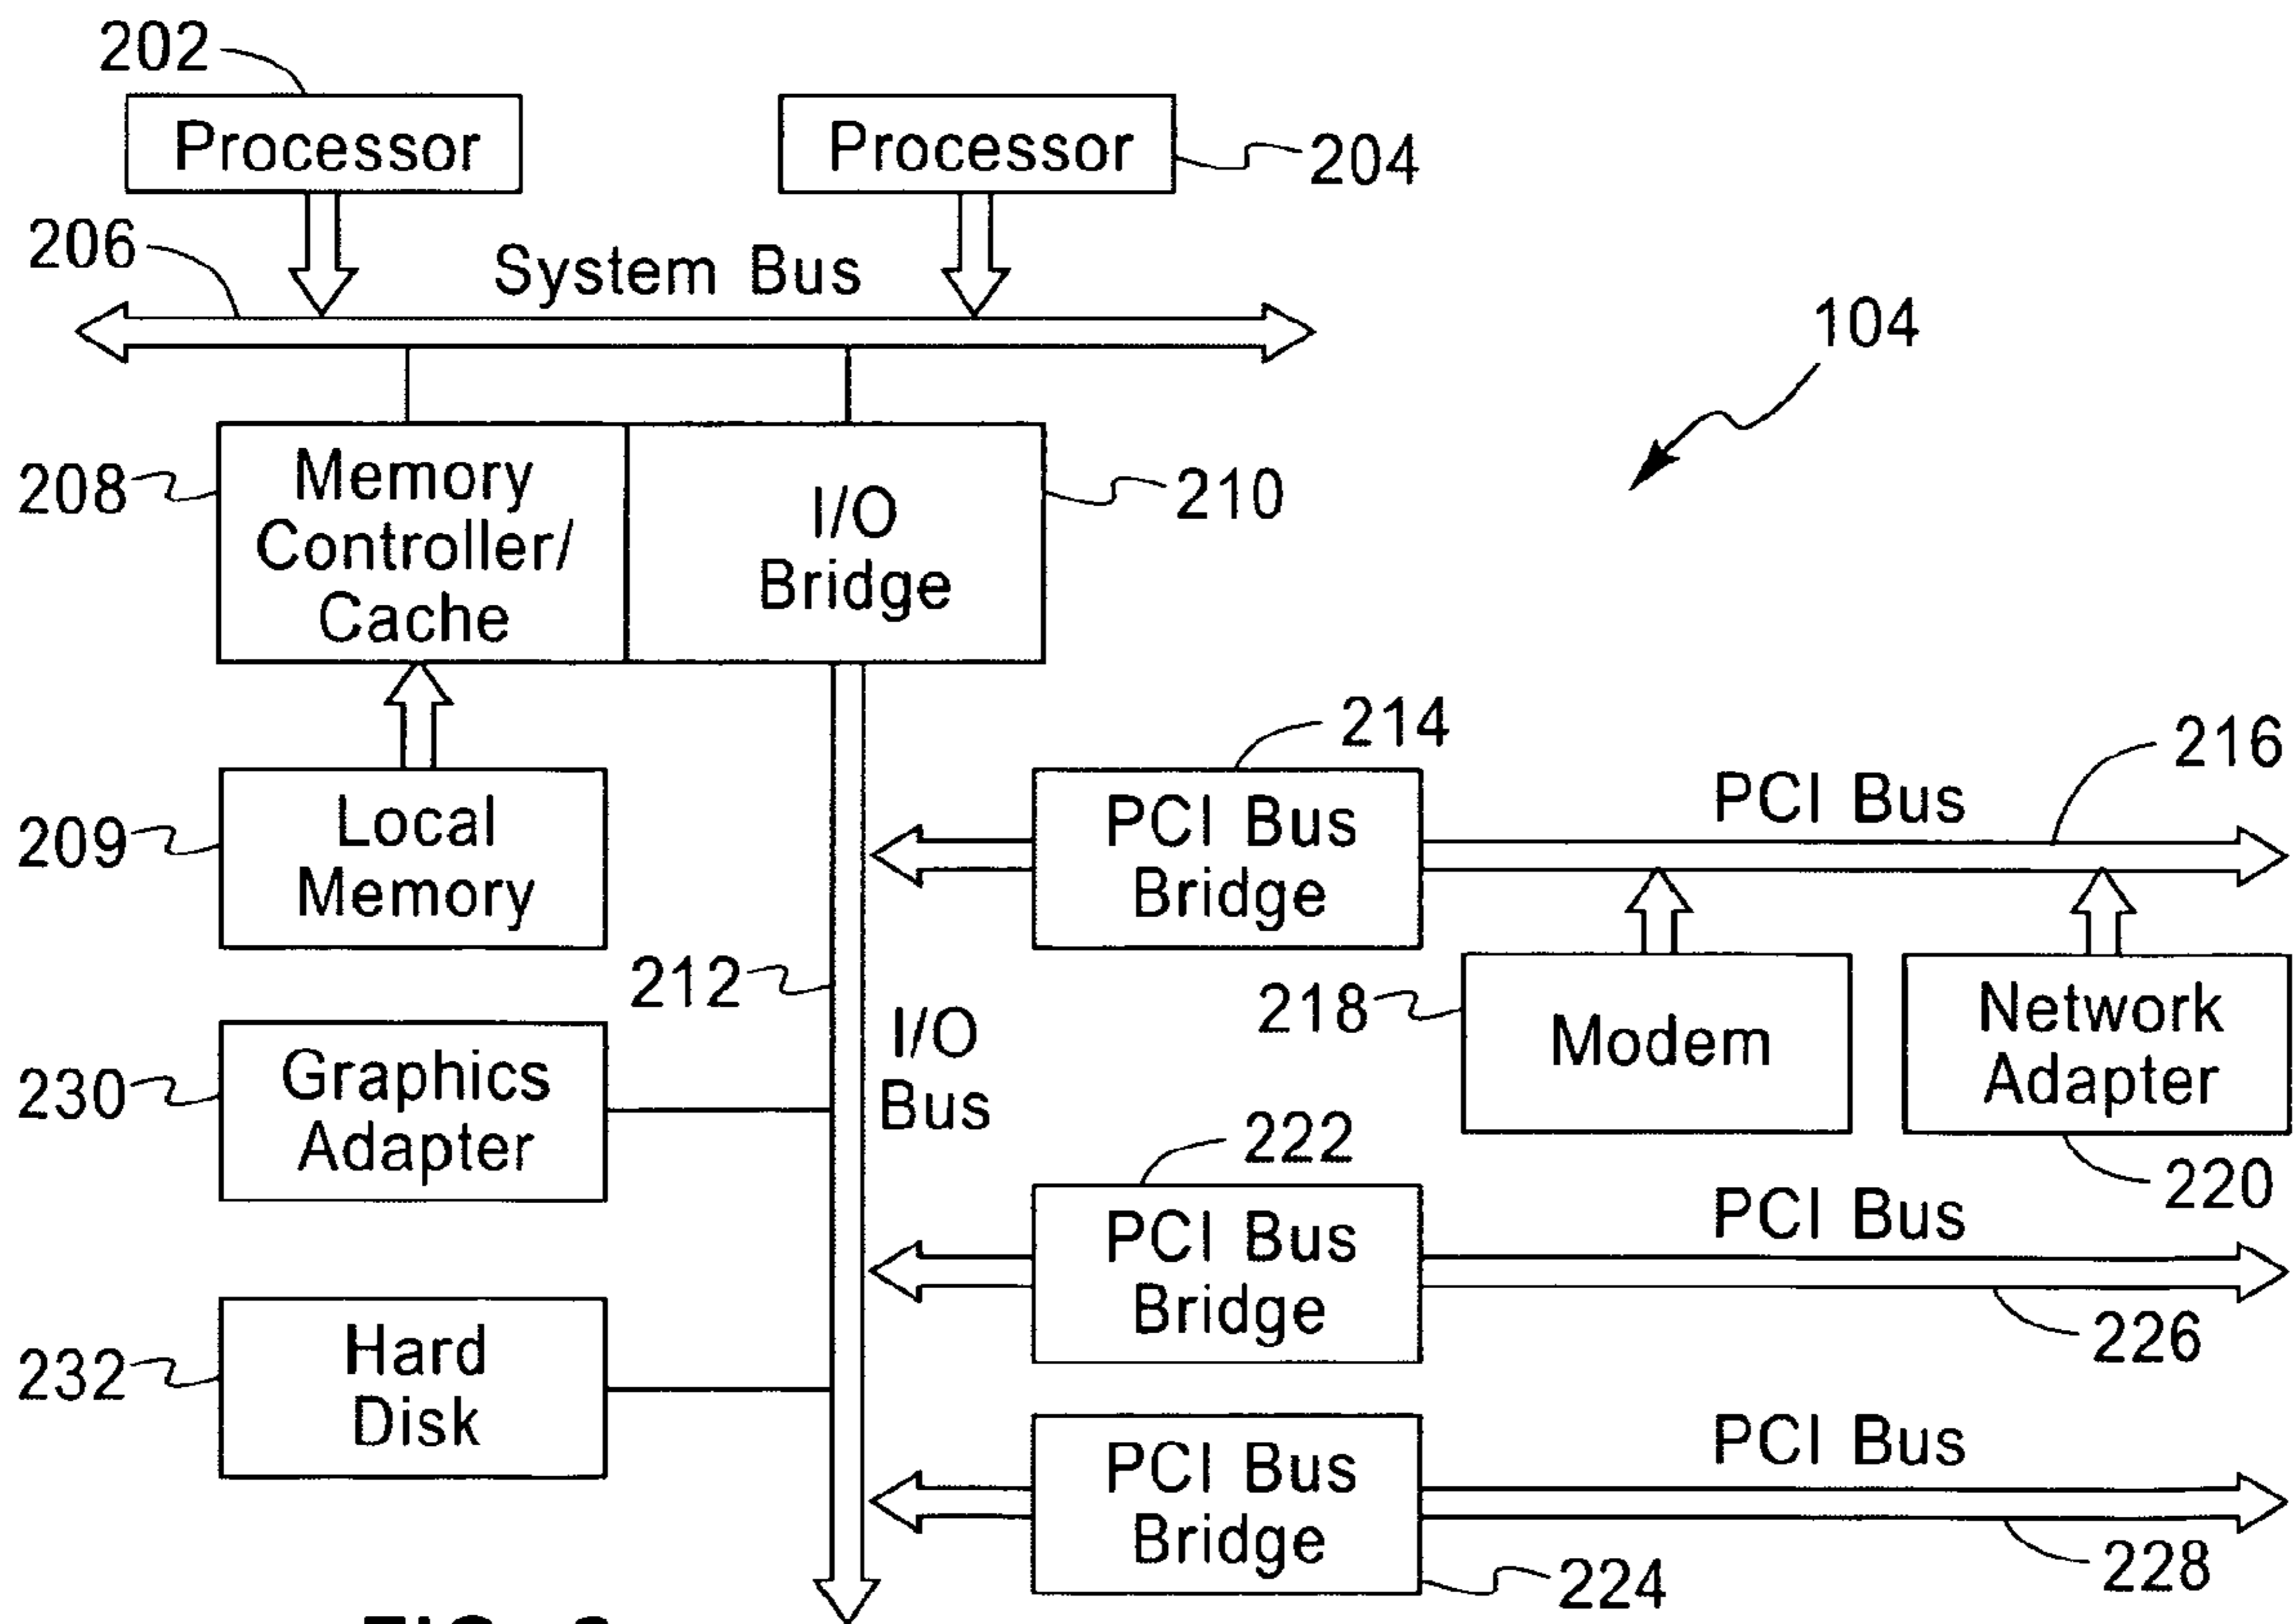 202
Processor
Processor
204
206
System Bus
104
208
Memory
Controller/
Cache
I/O
Bridge
210
214
216
209
Local
Memory
PCI Bus
Bridge
PCI Bus
212
218
Modem
Network
Adapter
220
I/O
Bus
230
Graphics
Adapter
222
PCI Bus
Bridge
PCI Bus
226
232
Hard
Disk
PCI Bus
Bridge
PCI Bus
224
228